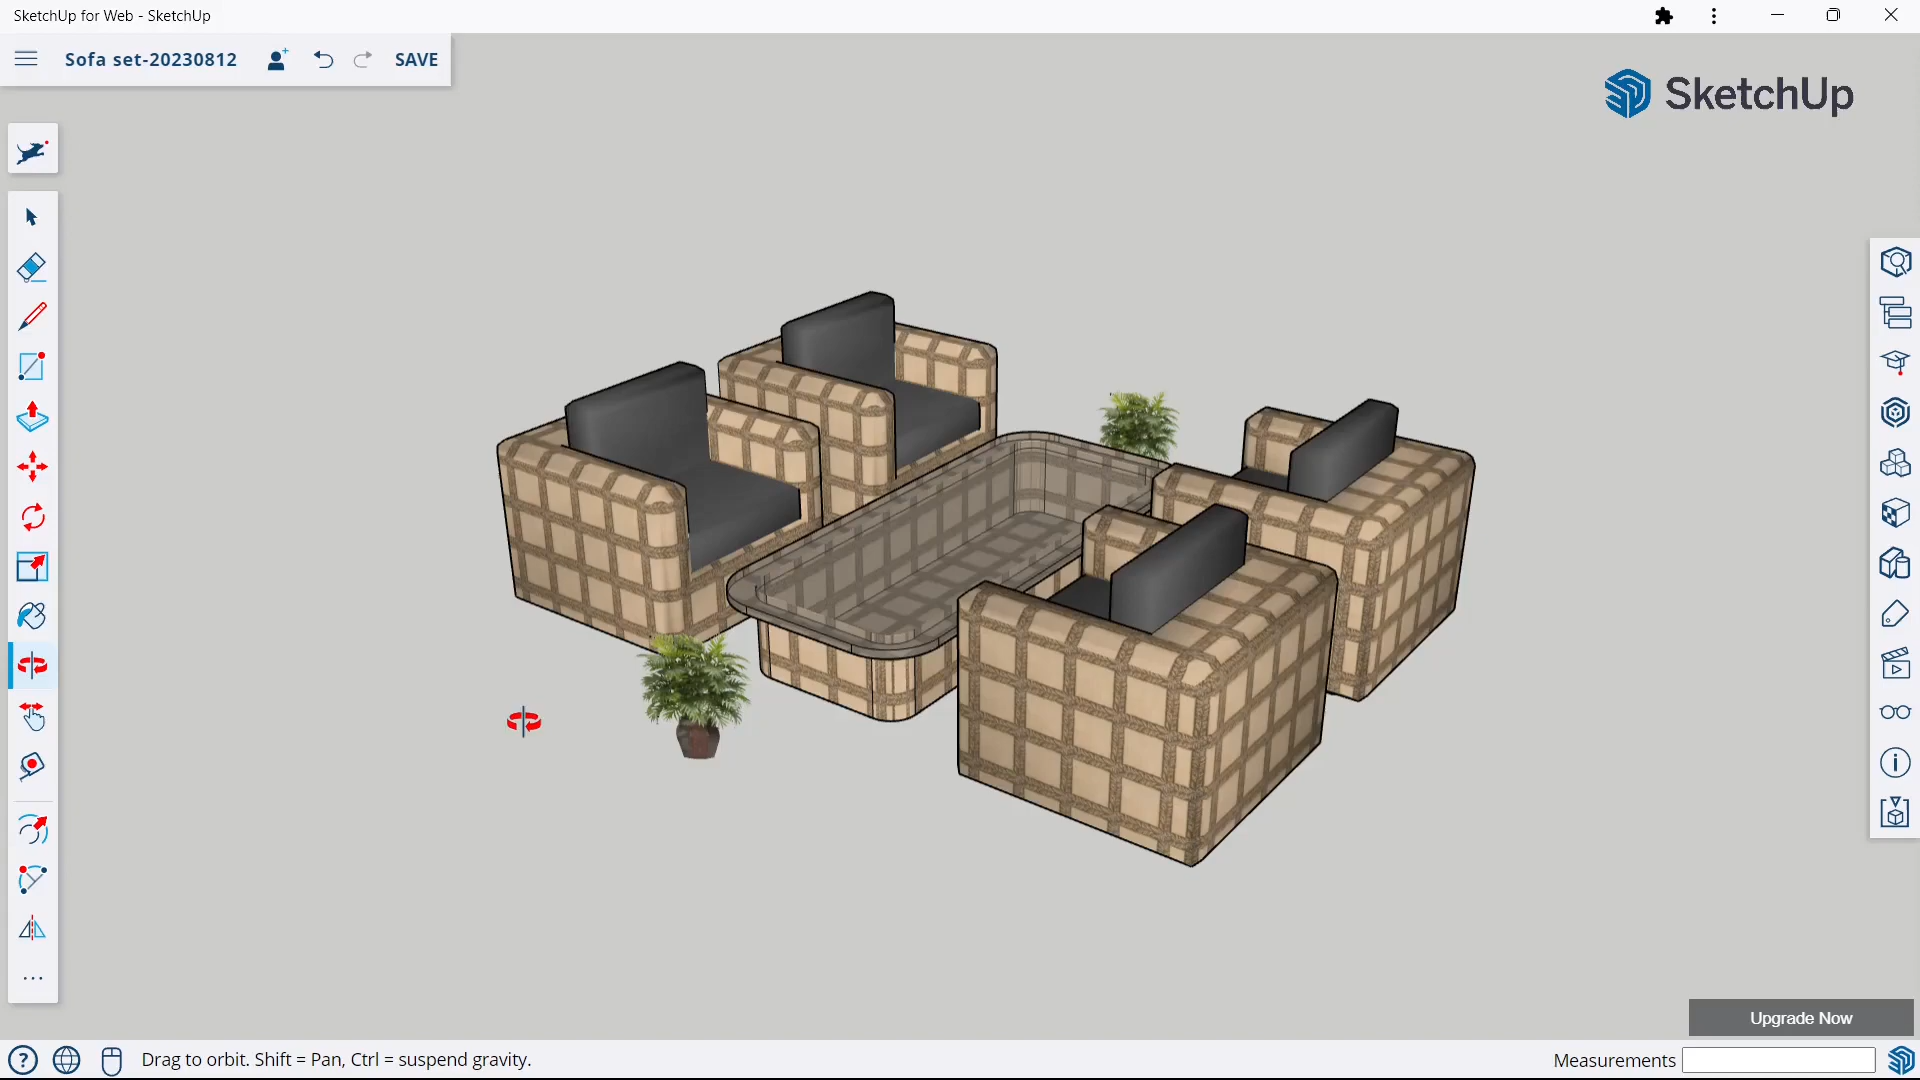 SketchUp for Web - SketchUp
Sofa set-20230812
SAVE
SketchUp
Upgrade Now
Drag to orbit. Shift = Pan, Ctrl = suspend gravity.
Measurements